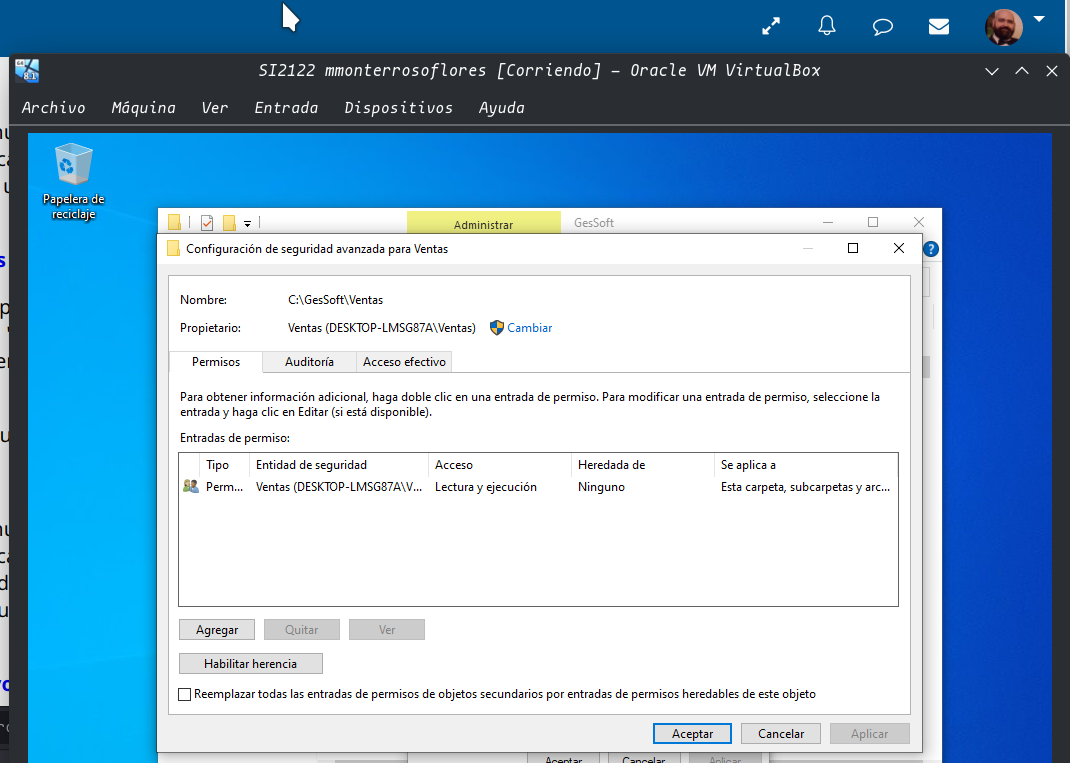 SI2122 mmonterrosoflores [Corriendo] – Oracle VM VirtualBox
Archivo Máquina Ver Entrada Dispositivos Ayuda
Papelera de
reciclaje
Administrar GesSoft
Configuración de seguridad avanzada para Ventas
Nombre: C:\GesSoft\Ventas
Propietario: Ventas (DESKTOP-LMSG87A\Ventas) Cambiar
Permisos Auditoría Acceso efectivo
Para obtener información adicional, haga doble clic en una entrada de permiso. Para modificar una entrada de permiso, seleccione la
entrada y haga clic en Editar (si está disponible).
Entradas de permiso:
Tipo Entidad de seguridad Acceso Heredada de Se aplica a
Perm... Ventas (DESKTOP-LMSG87A\V... Lectura y ejecución Ninguno Esta carpeta, subcarpetas y arc...
Agregar Quitar Ver
Habilitar herencia
Reemplazar todas las entradas de permisos de objetos secundarios por entradas de permisos heredables de este objeto
Aceptar Cancelar Aplicar
Aceptar Cancelar Aplicar